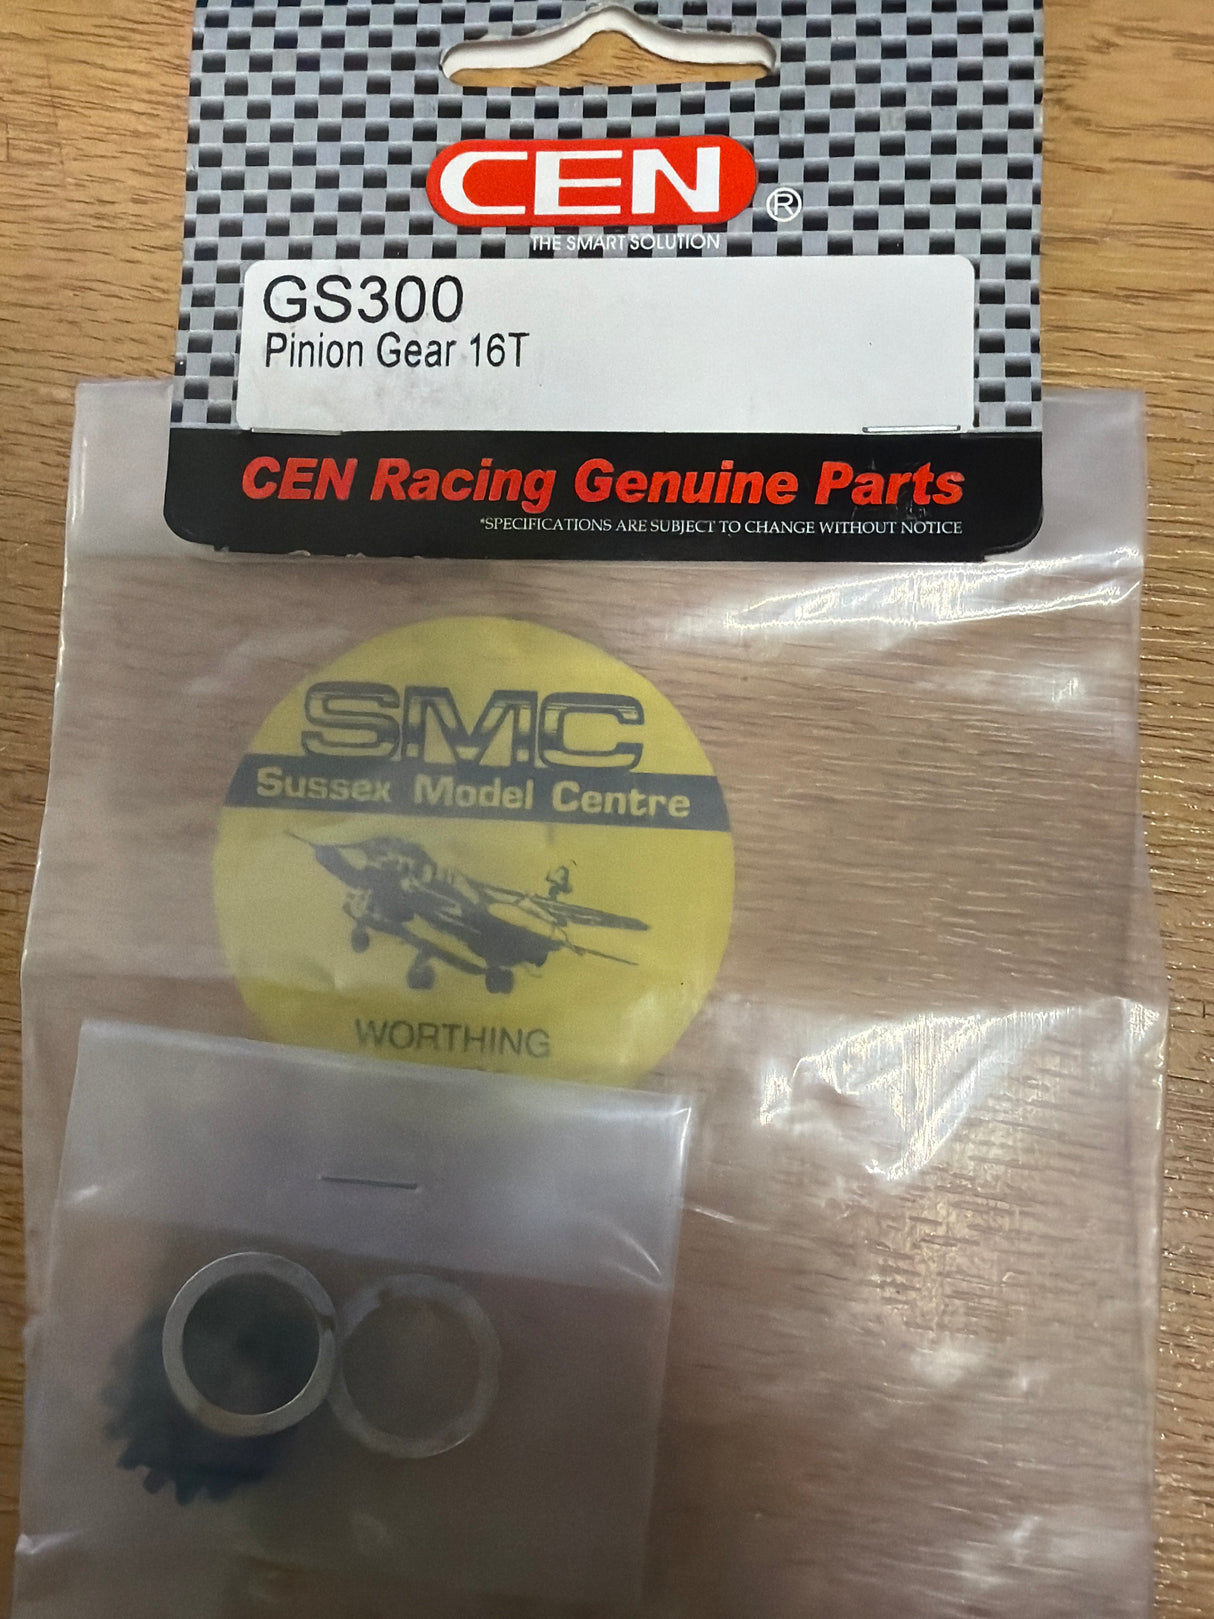 CEN ®
THE SMART SOLUTION
GS300
Pinion Gear 16T
CEN Racing Genuine Parts
*SPECIFICATIONS ARE SUBJECT TO CHANGE WITHOUT NOTICE
SMC
Sussex Model Centre
WORTHING